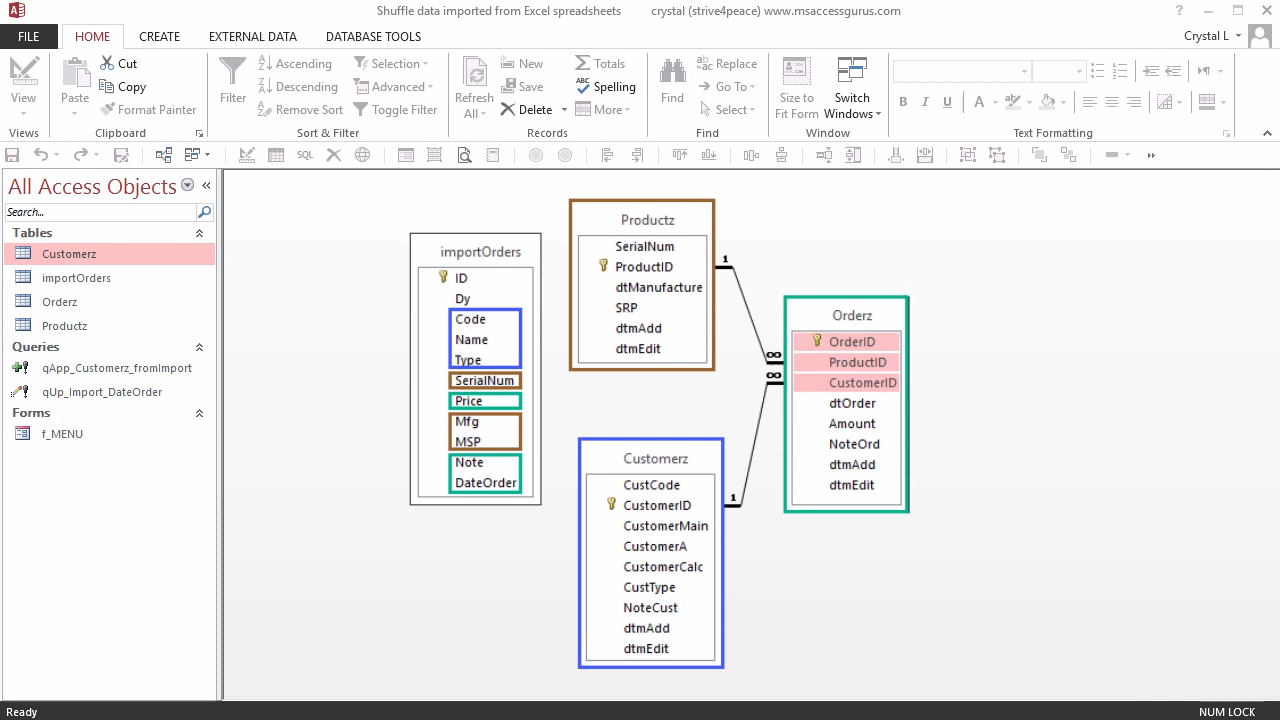 Shuffle data imported from Excel spreadsheets crystal (strive4peace) www.msaccessgurus.com
FILE HOME CREATE EXTERNAL DATA DATABASE TOOLS Crystal L
View
Views
Paste
Cut
Copy
Format Painter
Clipboard
Filter
Ascending
Descending
Remove Sort
Selection
Advanced
Toggle Filter
Sort & Filter
Refresh
All
New
Save
Delete
Totals
Spelling
More
Records
Find
Replace
Go To
Select
Find
Size to
Fit Form
Switch
Windows
Window
B I U A
Text Formatting
SQL
All Access Objects
Search...
Tables
Customerz
importOrders
Orderz
Productz
Queries
qApp_Customerz_fromImport
qUp_Import_DateOrder
Forms
f_MENU
importOrders
ID
Dy
Code
Name
Type
SerialNum
Price
Mfg
MSP
Note
DateOrder
Productz
SerialNum
ProductID
dtManufacture
SRP
dtmAdd
dtmEdit
1
∞
∞
1
Customerz
CustCode
CustomerID
CustomerMain
CustomerA
CustomerCalc
CustType
NoteCust
dtmAdd
dtmEdit
Orderz
OrderID
ProductID
CustomerID
dtOrder
Amount
NoteOrd
dtmAdd
dtmEdit
Ready NUM LOCK